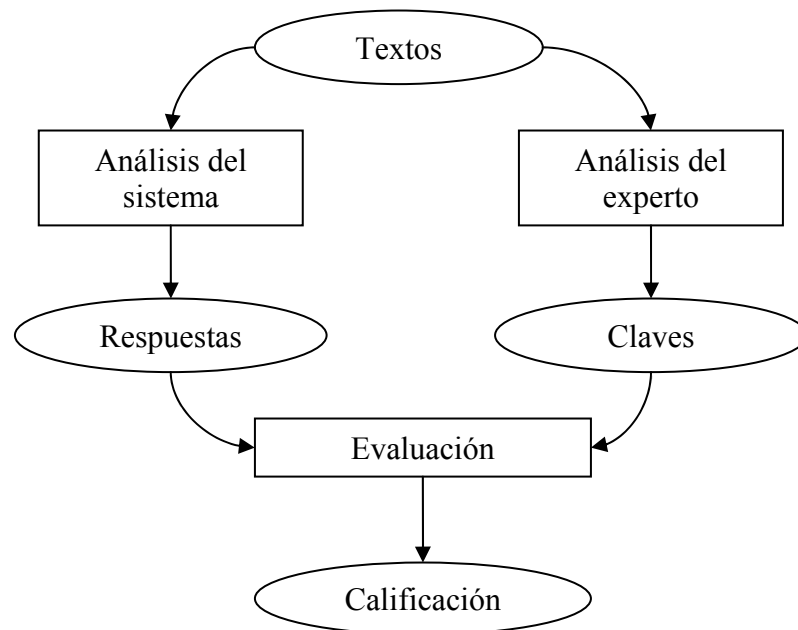 Textos
Análisis del
sistema
Análisis del
experto
Respuestas
Claves
Evaluación
Calificación